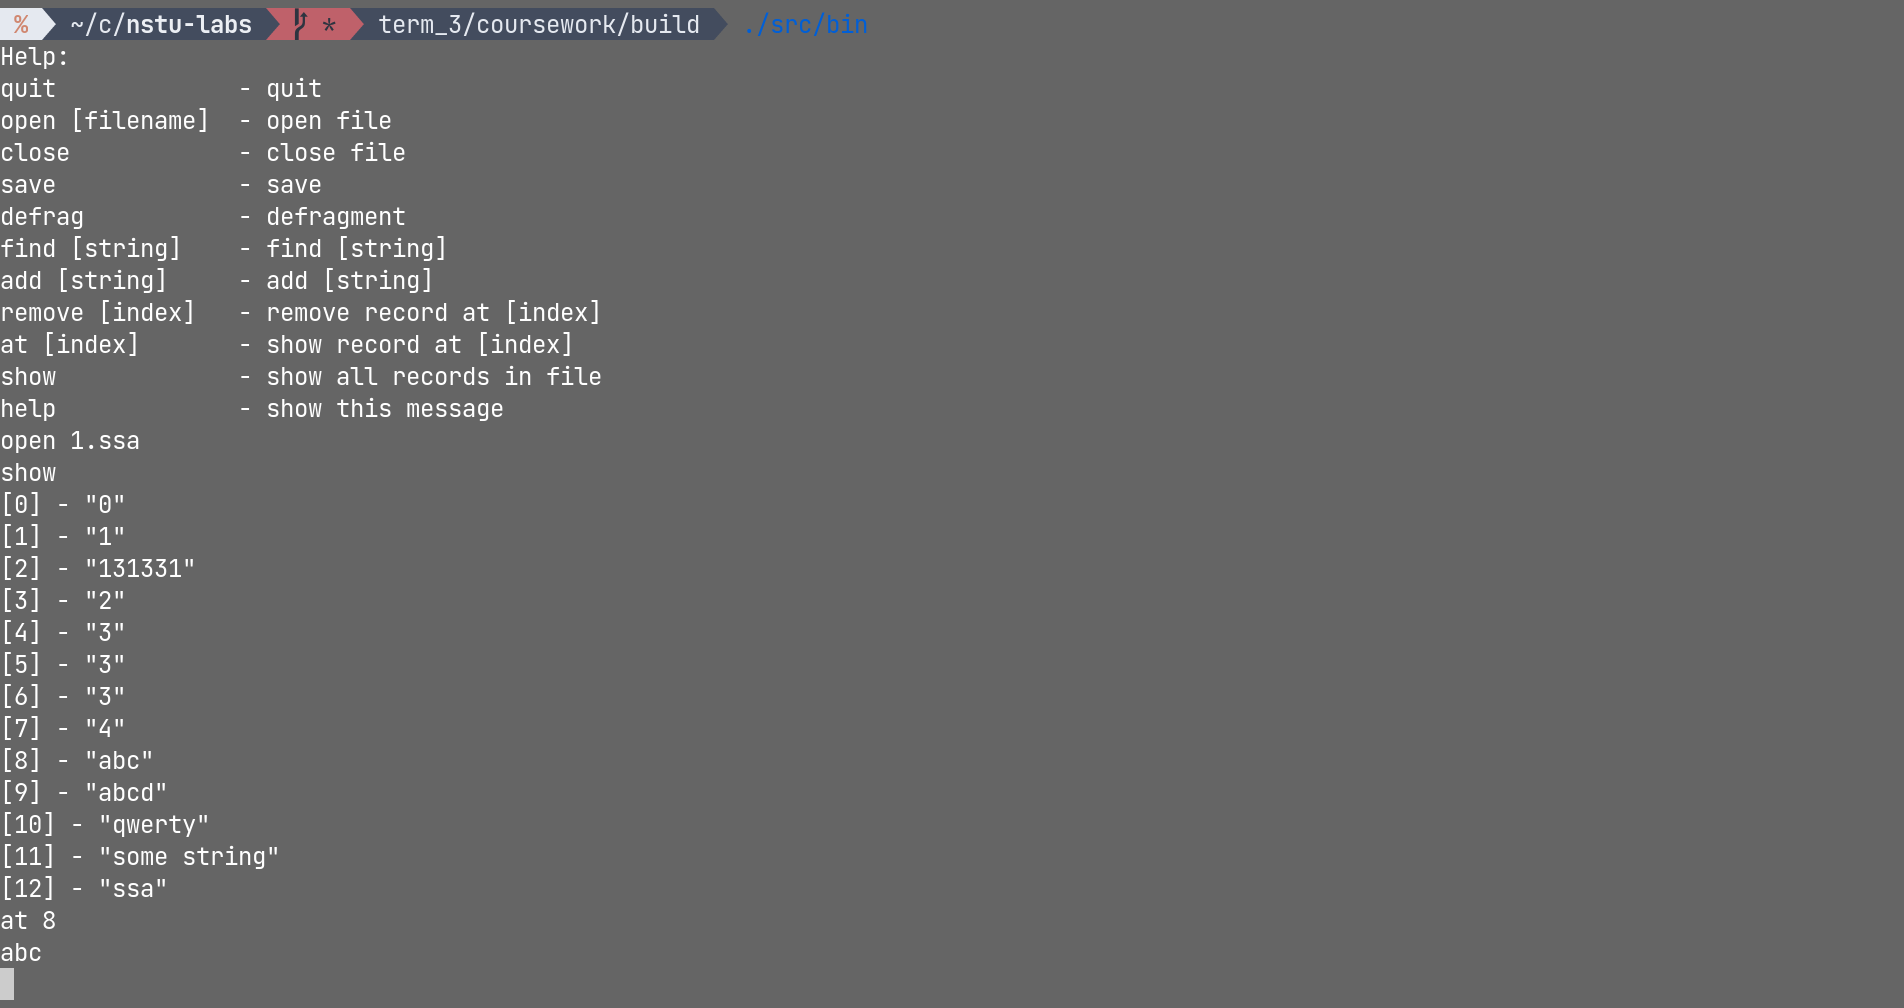 % ~/c/nstu-labs * term_3/coursework/build ./src/bin
Help:
quit             - quit
open [filename]  - open file
close            - close file
save             - save
defrag           - defragment
find [string]    - find [string]
add [string]     - add [string]
remove [index]   - remove record at [index]
at [index]       - show record at [index]
show             - show all records in file
help             - show this message
open 1.ssa
show
[0] - "0"
[1] - "1"
[2] - "131331"
[3] - "2"
[4] - "3"
[5] - "3"
[6] - "3"
[7] - "4"
[8] - "abc"
[9] - "abcd"
[10] - "qwerty"
[11] - "some string"
[12] - "ssa"
at 8
abc